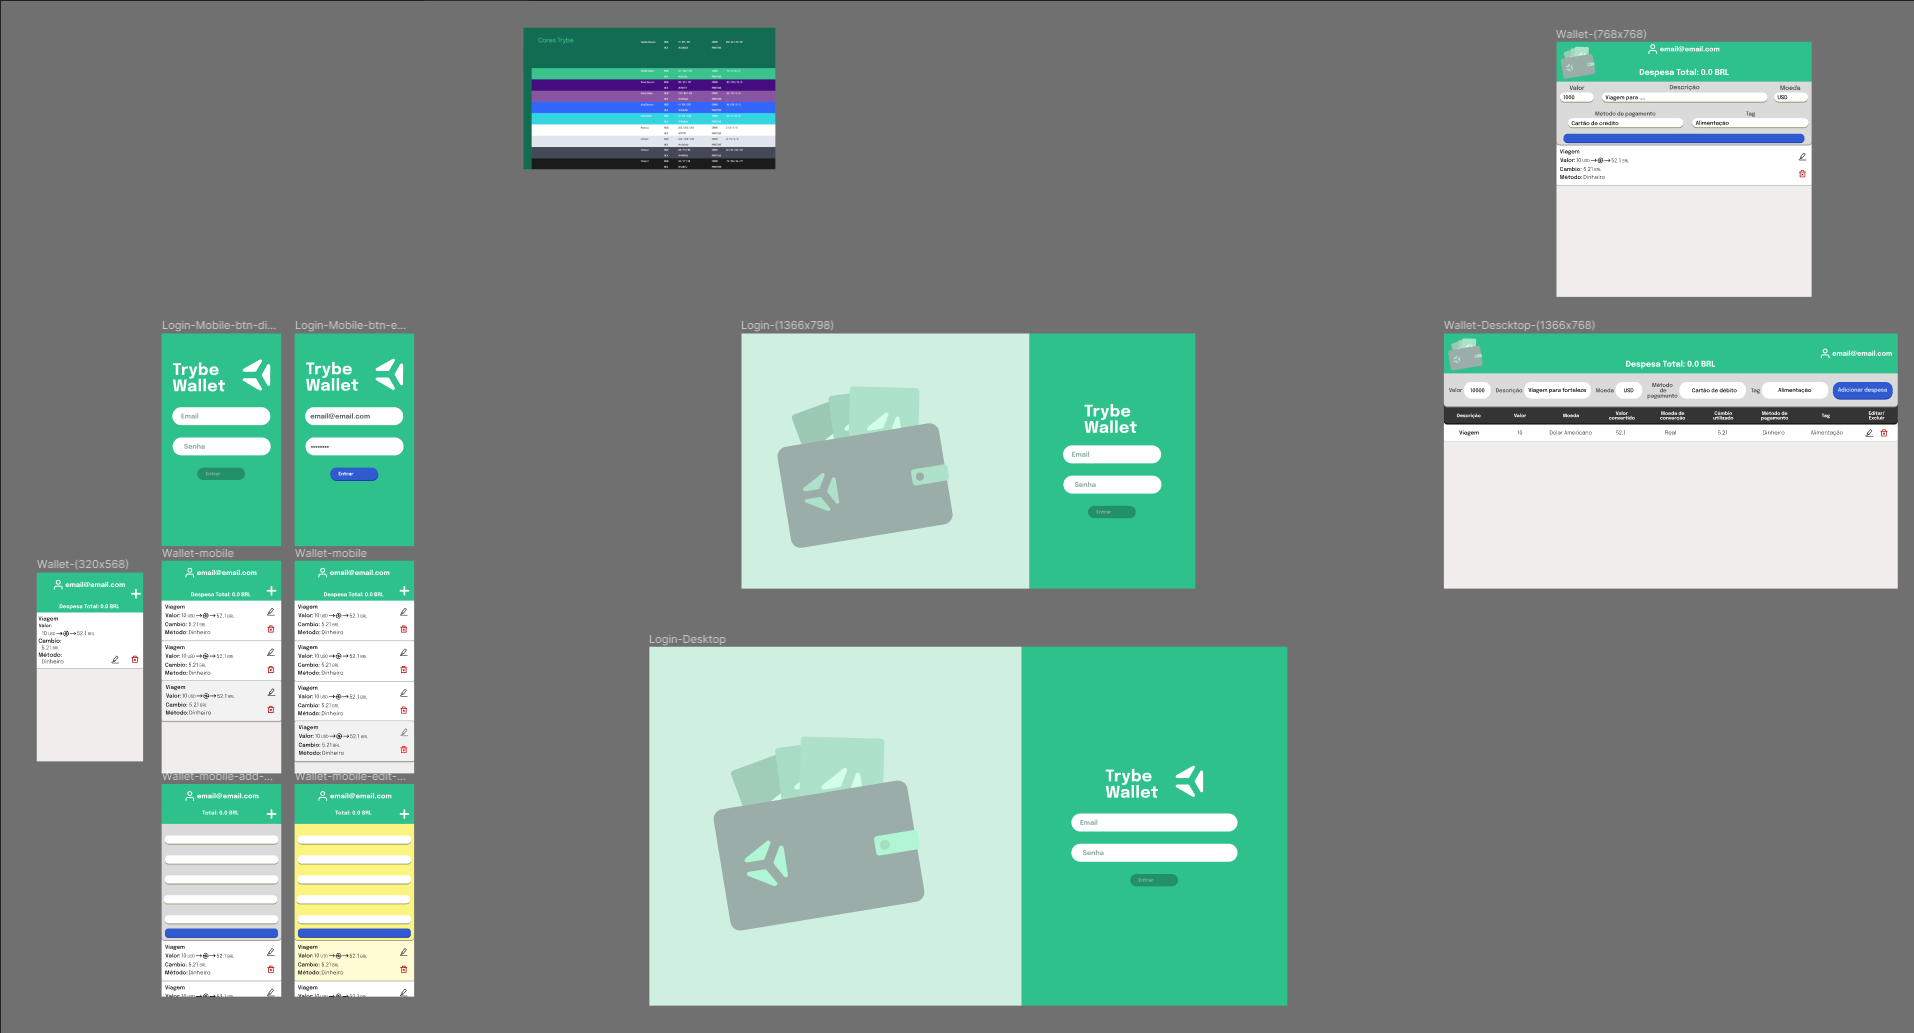 Cores Trybe
Wallet-(768x768)
email@email.com
Despesa Total: 0.0 BRL
Valor
Descrição
Moeda
1000
Viagem para ...
USD
Método de pagamento
Tag
Cartão de crédito
Alimentação
Viagem
Valor: 10 USD 52.1 BRL
Cambio: 5.21 BRL
Método: Dinheiro
Login-Mobile-btn-di...
Trybe
Wallet
Email
Senha
Entrar
Login-Mobile-btn-e...
Trybe
Wallet
email@email.com
••••••••
Entrar
Login-(1366x798)
Trybe
Wallet
Email
Senha
Entrar
Wallet-Descktop-(1366x768)
Despesa Total: 0.0 BRL
email@email.com
Valor 10000 Descrição Viagem para fortaleza Moeda USD Método de pagamento Cartão de débito Tag Alimentação Adicionar despesa
Descrição Valor Moeda Valor convertido Moeda de converção Câmbio utilizado Método de pagamento Tag Editar/Excluir
Viagem 10 Dolar Americano 52.1 Real 5.21 Dinheiro Alimentação
Wallet-(320x568)
email@email.com
Despesa Total: 0.0 BRL
Viagem
Valor:
10 USD 52.1 BRL
Cambio:
5.21 BRL
Método:
Dinheiro
Wallet-mobile
email@email.com
Despesa Total: 0.0 BRL
Viagem
Valor: 10 USD 52.1 BRL
Cambio: 5.21 BRL
Método: Dinheiro
Viagem
Valor: 10 USD 52.1 BRL
Cambio: 5.21 BRL
Método: Dinheiro
Viagem
Valor: 10 USD 52.1 BRL
Cambio: 5.21 BRL
Método: Dinheiro
Wallet-mobile
email@email.com
Despesa Total: 0.0 BRL
Viagem
Valor: 10 USD 52.1 BRL
Cambio: 5.21 BRL
Método: Dinheiro
Viagem
Valor: 10 USD 52.1 BRL
Cambio: 5.21 BRL
Método: Dinheiro
Viagem
Valor: 10 USD 52.1 BRL
Cambio: 5.21 BRL
Método: Dinheiro
Viagem
Valor: 10 USD 52.1 BRL
Cambio: 5.21 BRL
Método: Dinheiro
Login-Desktop
Trybe
Wallet
Email
Senha
Entrar
Wallet-mobile-add-...
email@email.com
Total: 0.0 BRL
Viagem
Valor: 10 USD 52.1 BRL
Cambio: 5.21 BRL
Método: Dinheiro
Viagem
Valor: 10 USD 52.1 BRL
Wallet-mobile-edit-...
email@email.com
Total: 0.0 BRL
Viagem
Valor: 10 USD 52.1 BRL
Cambio: 5.21 BRL
Método: Dinheiro
Viagem
Valor: 10 USD 52.1 BRL